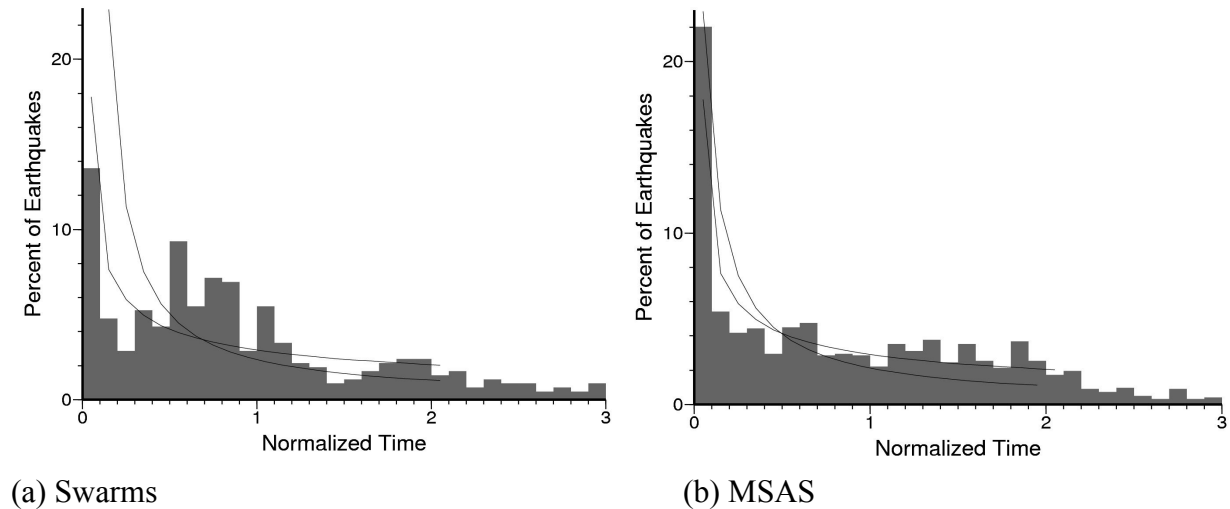 Percent of Earthquakes
20
10
0
0 1 2 3
Normalized Time
(a) Swarms
Percent of Earthquakes
20
10
0
0 1 2 3
Normalized Time
(b) MSAS